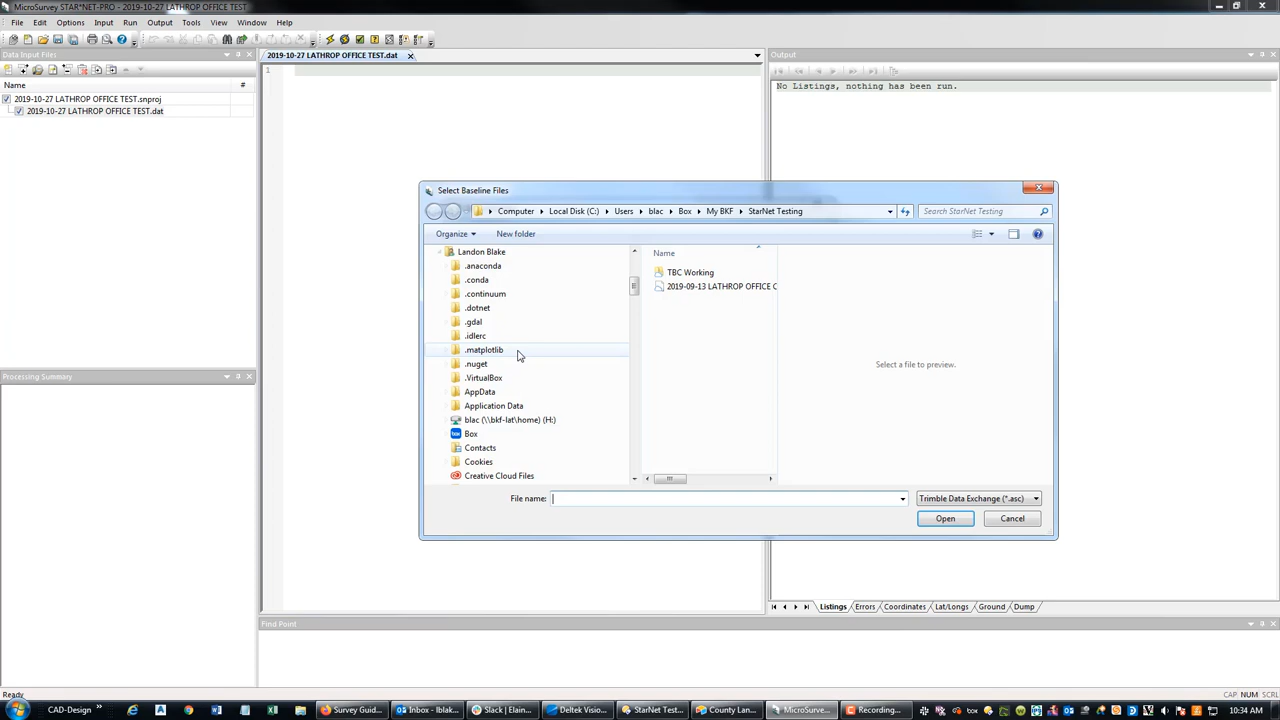 MicroSurvey STAR*NET-PRO - 2019-10-27 LATHROP OFFICE TEST
File Edit Options Input Run Output Tools View Window Help
Data Input Files
Name #
2019-10-27 LATHROP OFFICE TEST.snproj
2019-10-27 LATHROP OFFICE TEST.dat
Processing Summary
2019-10-27 LATHROP OFFICE TEST.dat
1
Output
No Listings, nothing has been run.
Select Baseline Files
Computer Local Disk (C:) Users blac Box My BKF StarNet Testing
Search StarNet Testing
Organize New folder
Landon Blake
.anaconda
.conda
.continuum
.dotnet
.gdal
.idlerc
.matplotlib
.nuget
.VirtualBox
AppData
Application Data
blac (\\bkf-lat\home) (H:)
Box
Contacts
Cookies
Creative Cloud Files
Name
TBC Working
2019-09-13 LATHROP OFFICE C
Select a file to preview.
File name:
Trimble Data Exchange (*.asc)
Open Cancel
Listings Errors Coordinates Lat/Longs Ground Dump
Find Point
Ready
CAP NUM SCRL
CAD-Design
Survey Guid...
Inbox - lblak...
Slack | Elain...
Deltek Visio...
StarNet Test...
County Lan...
MicroSurve...
Recording...
10:34 AM